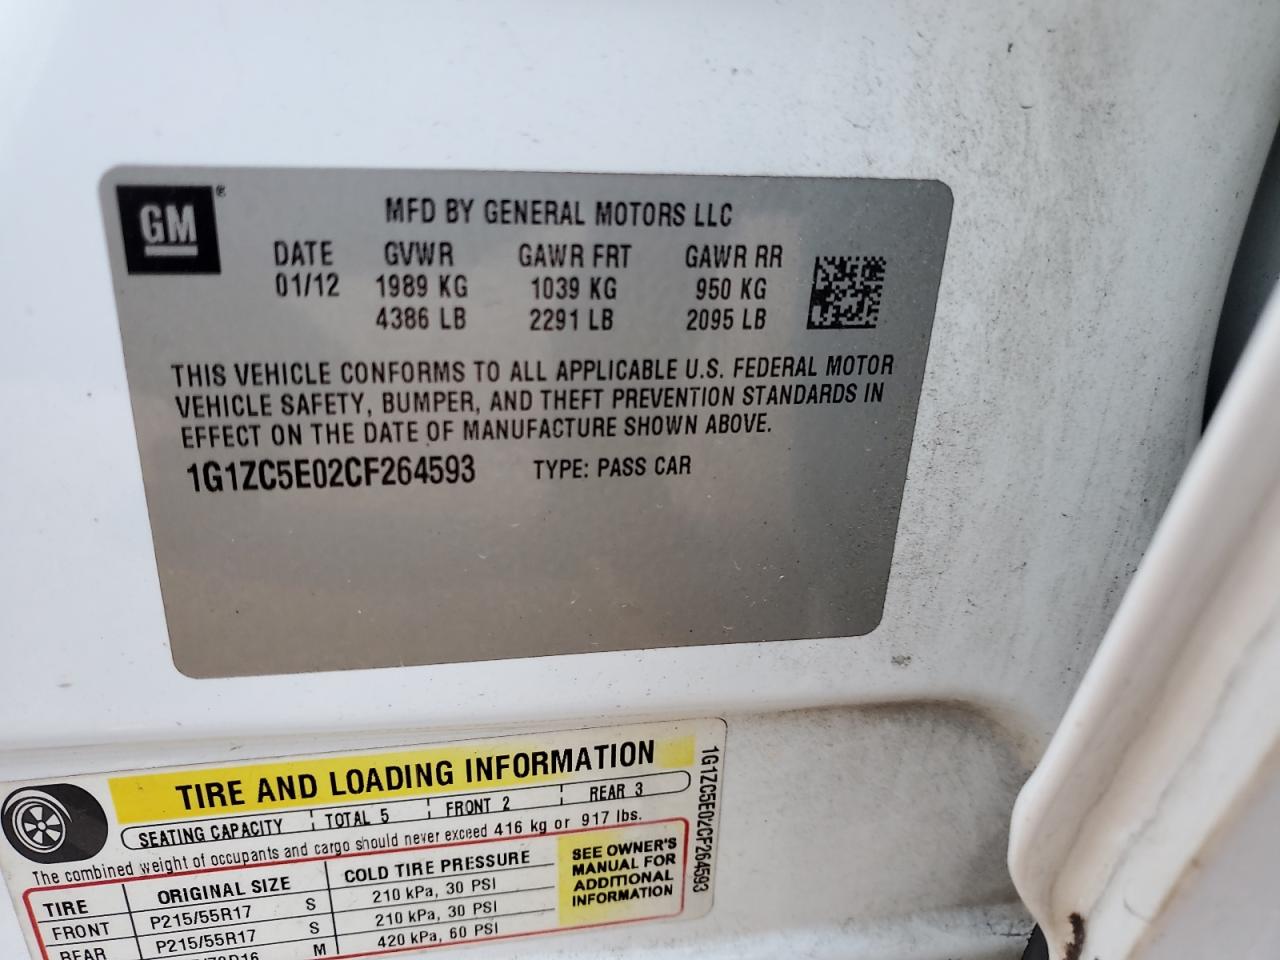 GM ®
MFD BY GENERAL MOTORS LLC
DATE GVWR GAWR FRT GAWR RR
01/12 1989 KG 1039 KG 950 KG
4386 LB 2291 LB 2095 LB
THIS VEHICLE CONFORMS TO ALL APPLICABLE U.S. FEDERAL MOTOR
VEHICLE SAFETY, BUMPER, AND THEFT PREVENTION STANDARDS IN
EFFECT ON THE DATE OF MANUFACTURE SHOWN ABOVE.
1G1ZC5E02CF264593 TYPE: PASS CAR
TIRE AND LOADING INFORMATION
SEATING CAPACITY TOTAL 5 FRONT 2 REAR 3
The combined weight of occupants and cargo should never exceed 416 kg or 917 lbs.
TIRE ORIGINAL SIZE COLD TIRE PRESSURE
FRONT P215/55R17 S 210 kPa, 30 PSI
REAR P215/55R17 S 210 kPa, 30 PSI
M 420 kPa, 60 PSI
SEE OWNER'S
MANUAL FOR
ADDITIONAL
INFORMATION
1G1ZC5E02CF264593